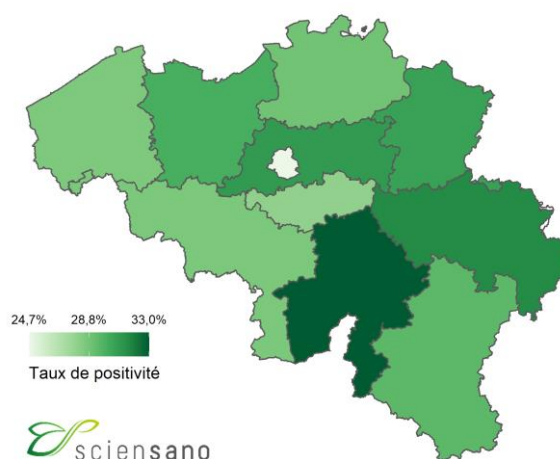 24,7% 28,8% 33,0%
Taux de positivité
sciensano